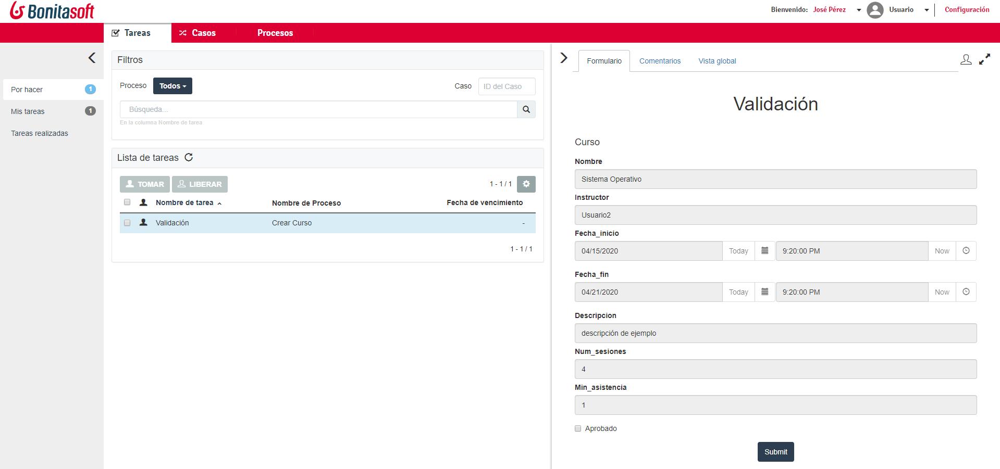 Bonitasoft
Bienvenido: José Pérez Usuario Configuración
Tareas Casos Procesos
Por hacer 1
Mis tareas 1
Tareas realizadas
Filtros
Proceso Todos Caso ID del Caso
Búsqueda...
En la columna Nombre de tarea
Lista de tareas
TOMAR LIBERAR 1 - 1 / 1
Nombre de tarea Nombre de Proceso Fecha de vencimiento
Validación Crear Curso -
1 - 1 / 1
Formulario Comentarios Vista global
Validación
Curso
Nombre
Sistema Operativo
Instructor
Usuario2
Fecha_inicio
04/15/2020 Today 9:20:00 PM Now
Fecha_fin
04/21/2020 Today 9:20:00 PM Now
Descripcion
descripción de ejemplo
Num_sesiones
4
Min_asistencia
1
Aprobado
Submit